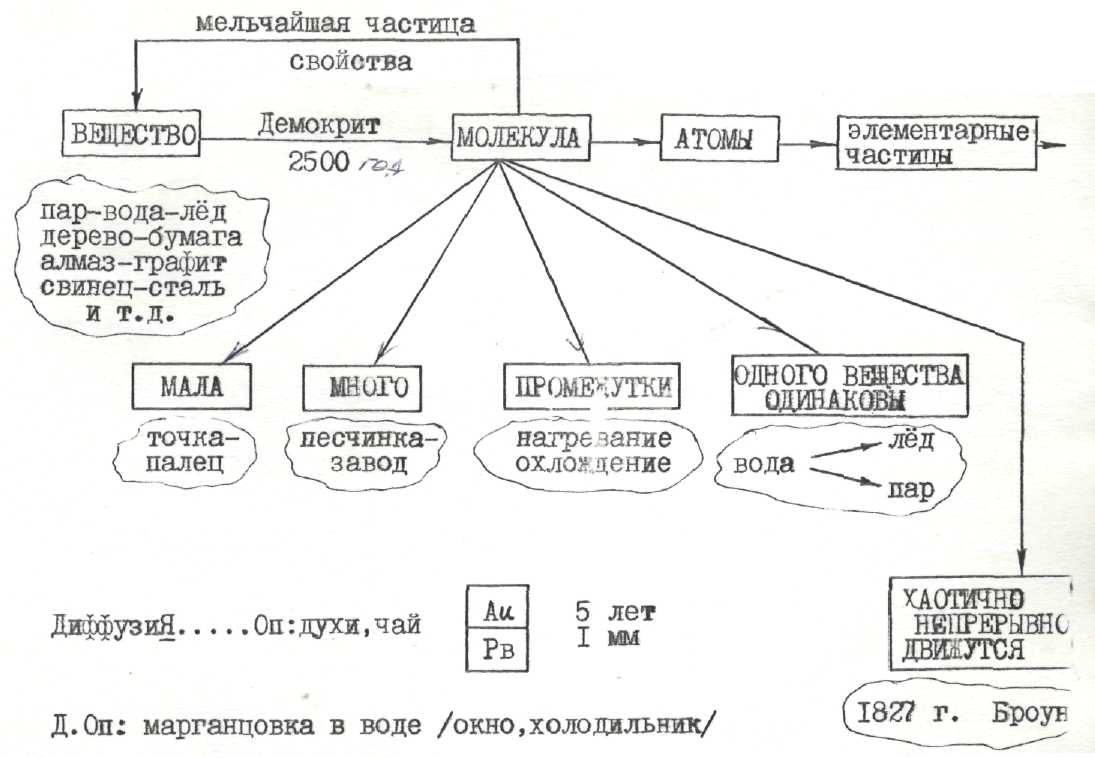 мельчайшая частица
свойства
ВЕЩЕСТВО
Демокрит
2500 год
МОЛЕКУЛА
АТОМЫ
элементарные
частицы
пар-вода-лёд
дерево-бумага
алмаз-графит
свинец-сталь
и т.д.
МАЛА
МНОГО
ПРОМЕЖУТКИ
ОДНОГО ВЕЩЕСТВА
ОДИНАКОВЫ
точка-
палец
песчинка-
завод
нагревание
охлождение
вода
лёд
пар
ХАОТИЧНО
НЕПРЕРЫВНО
ДВИЖУТСЯ
1827 г. Броун
ДиффузиЯ.....Оп:духи,чай
Au
Рв
5 лет
I мм
Д.Оп: марганцовка в воде /окно,холодильник/